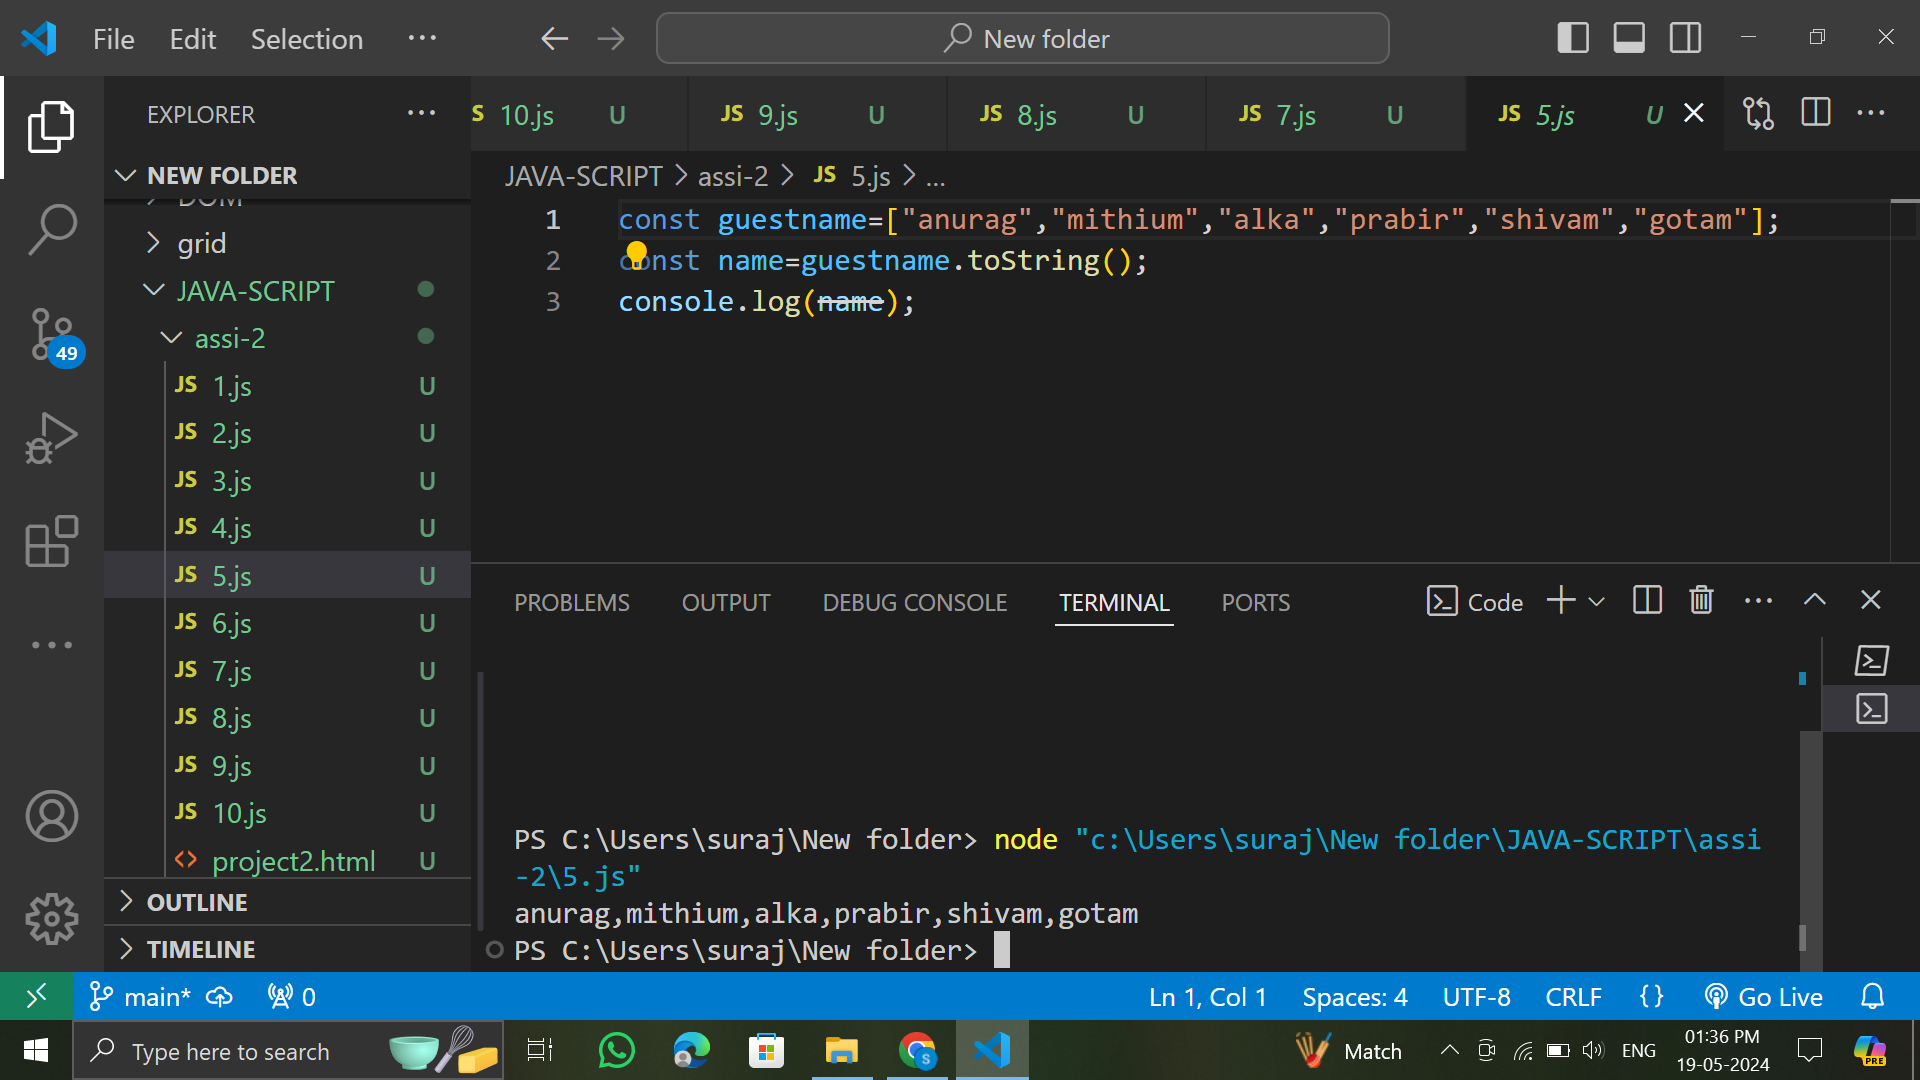 File Edit Selection ··· New folder
EXPLORER ···
JS 10.js U JS 9.js U JS 8.js U JS 7.js U JS 5.js U
NEW FOLDER
DOM
grid
JAVA-SCRIPT
assi-2
JS 1.js U
JS 2.js U
JS 3.js U
JS 4.js U
JS 5.js U
JS 6.js U
JS 7.js U
JS 8.js U
JS 9.js U
JS 10.js U
<> project2.html U
OUTLINE
TIMELINE
49
JAVA-SCRIPT > assi-2 > JS 5.js > ...
1 const guestname=["anurag","mithium","alka","prabir","shivam","gotam"];
2 const name=guestname.toString();
3 console.log(name);
PROBLEMS OUTPUT DEBUG CONSOLE TERMINAL PORTS Code
PS C:\Users\suraj\New folder> node "c:\Users\suraj\New folder\JAVA-SCRIPT\assi
-2\5.js"
anurag,mithium,alka,prabir,shivam,gotam
PS C:\Users\suraj\New folder>
main* 0 Ln 1, Col 1 Spaces: 4 UTF-8 CRLF {} Go Live
Type here to search Match ENG 01:36 PM
19-05-2024
S
PRE